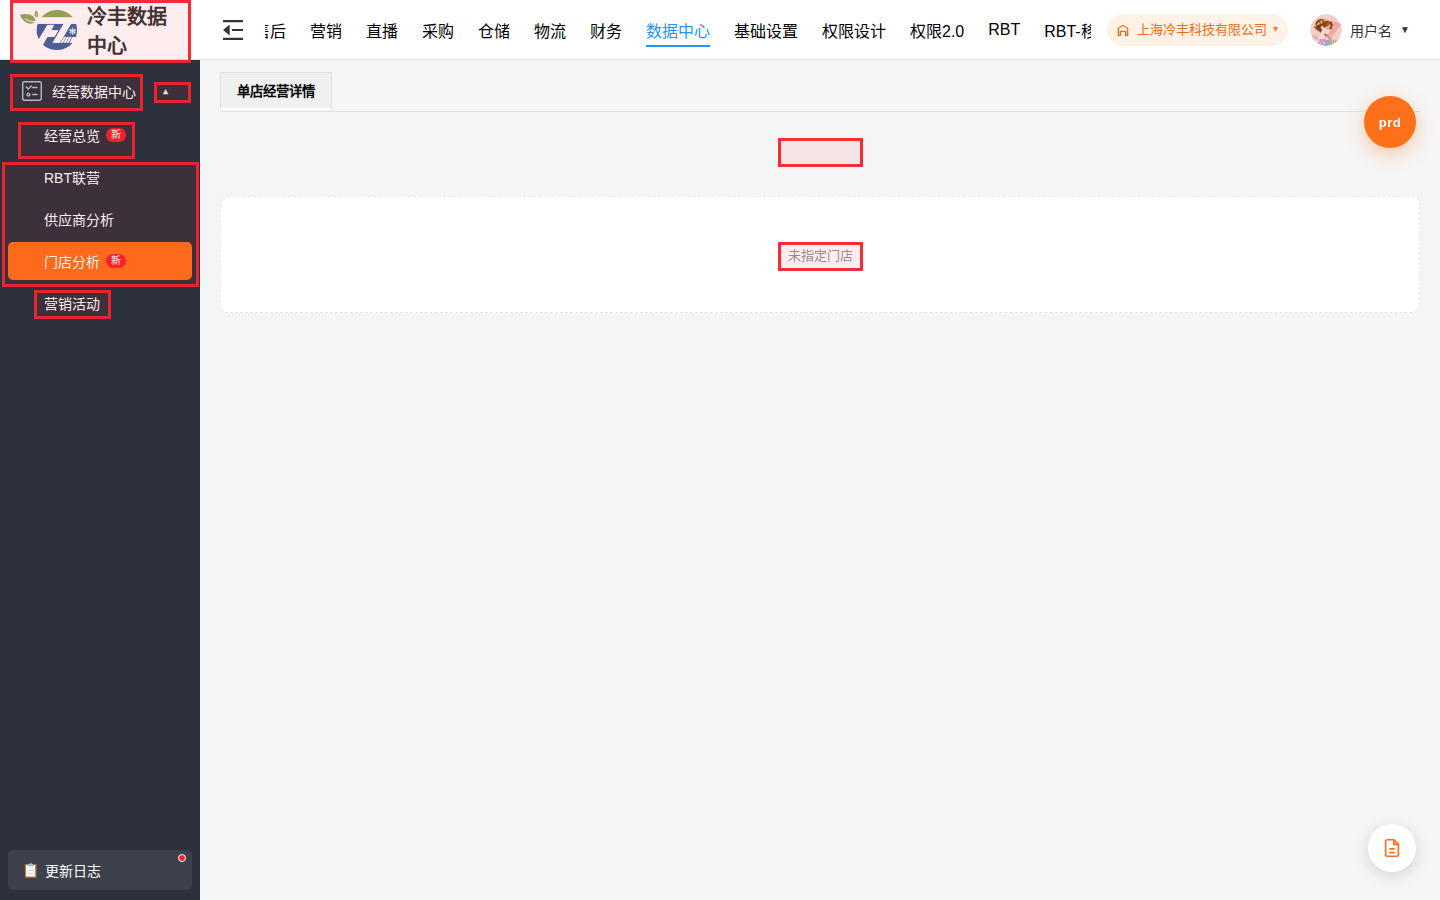 冷丰数据
中心
售后 营销 直播 采购 仓储 物流 财务 数据中心 基础设置 权限设计 权限2.0 RBT RBT-移
上海冷丰科技有限公司 ▼
用户名 ▼
经营数据中心 ▲
经营总览 新
RBT联营
供应商分析
门店分析 新
营销活动
更新日志
单店经营详情
prd
未指定门店